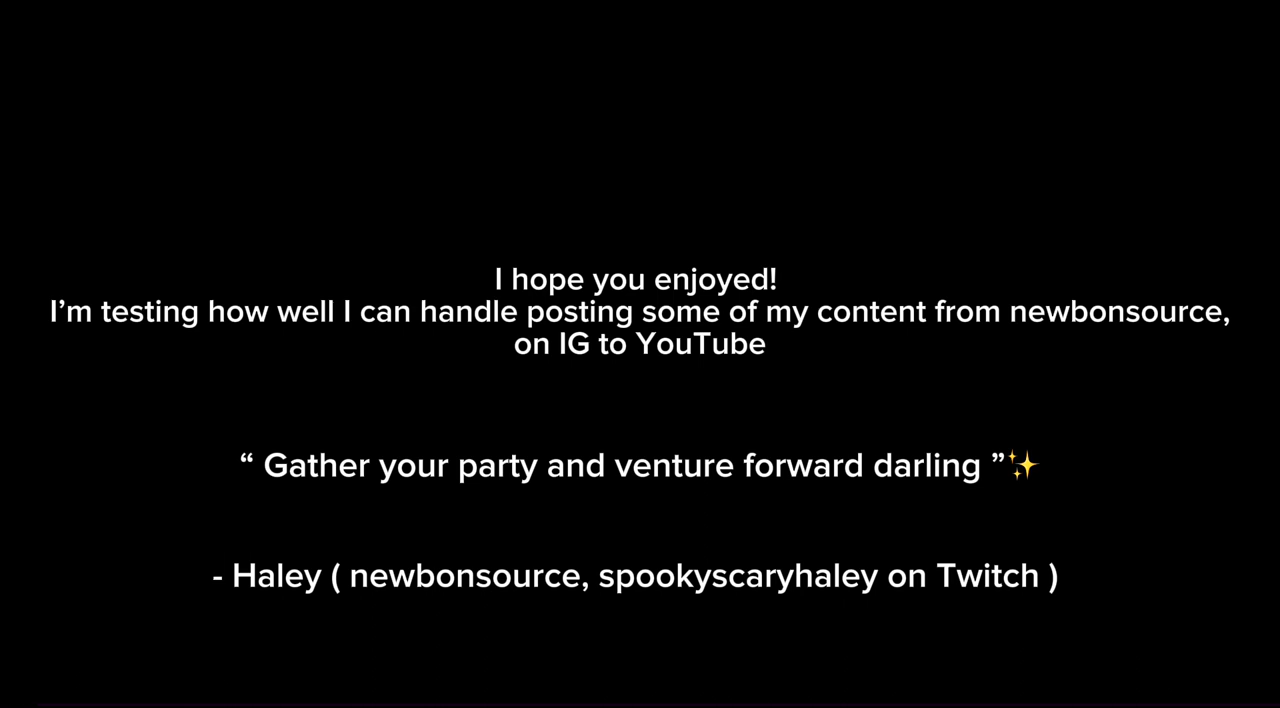 I hope you enjoyed!
I’m testing how well I can handle posting some of my content from newbonsource,
on IG to YouTube
“ Gather your party and venture forward darling ”✨
- Haley ( newbonsource, spookyscaryhaley on Twitch )